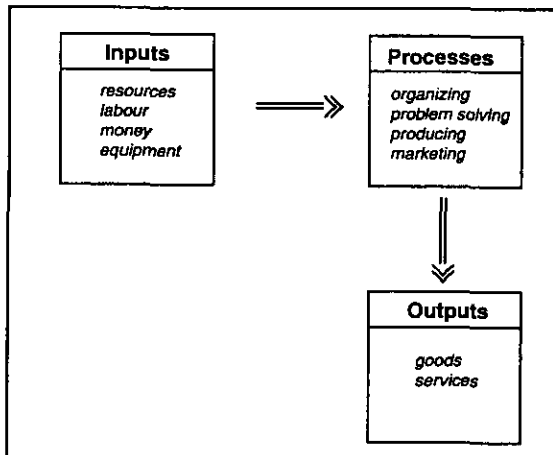 Inputs
resources
labour
money
equipment
Processes
organizing
problem solving
producing
marketing
Outputs
goods
services